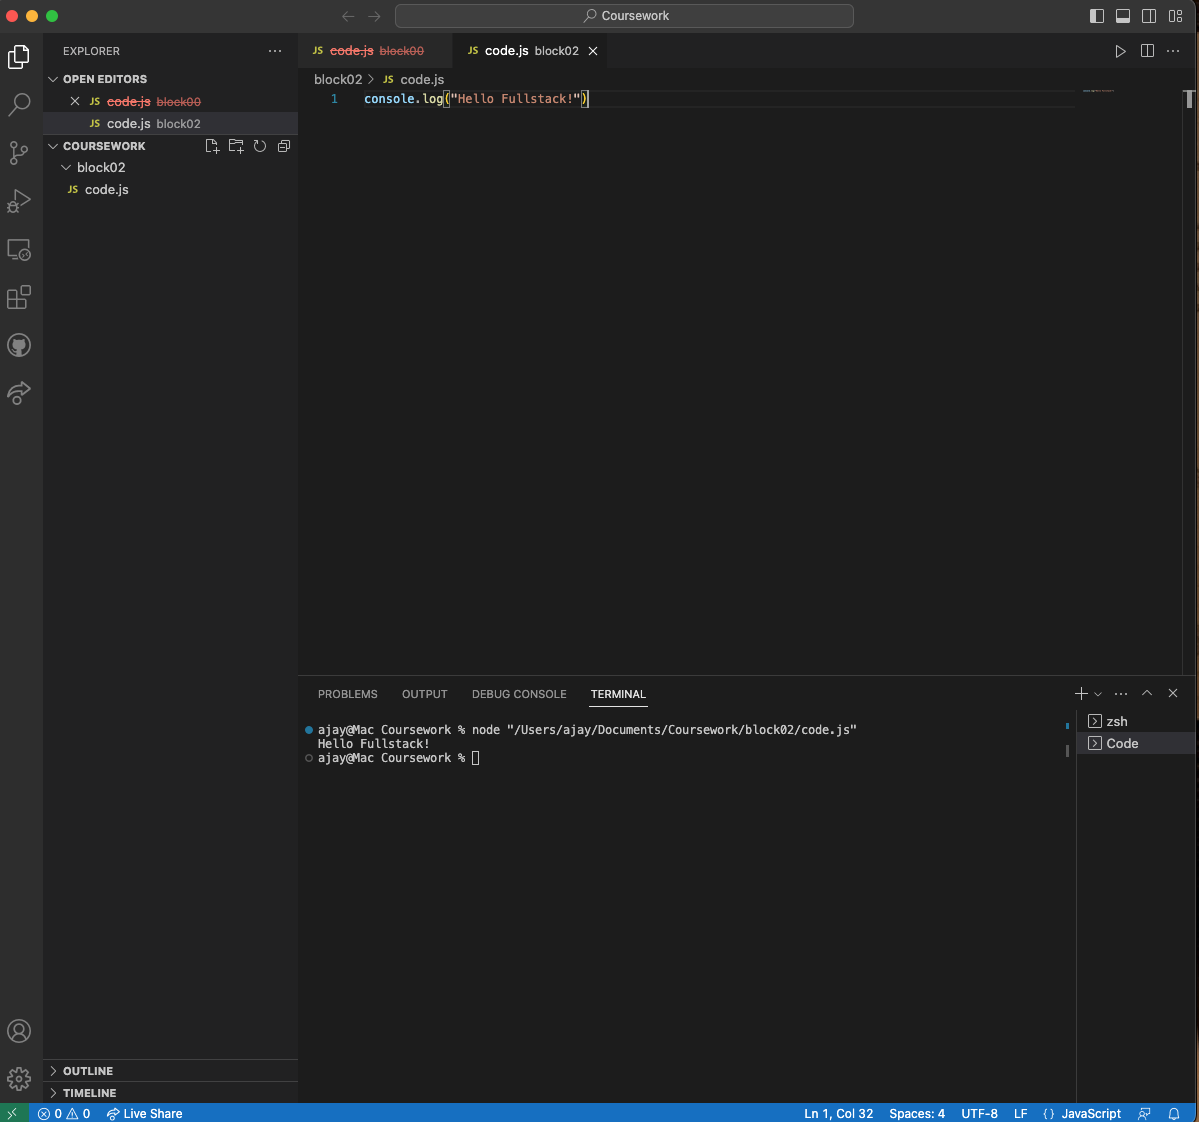 Coursework
EXPLORER
OPEN EDITORS
JS code.js block00
JS code.js block02
COURSEWORK
block02
JS code.js
JS code.js block00
JS code.js block02
block02 > JS code.js
1 console.log("Hello Fullstack!")
PROBLEMS OUTPUT DEBUG CONSOLE TERMINAL
ajay@Mac Coursework % node "/Users/ajay/Documents/Coursework/block02/code.js"
Hello Fullstack!
ajay@Mac Coursework %
zsh
Code
OUTLINE
TIMELINE
0 0 Live Share
Ln 1, Col 32 Spaces: 4 UTF-8 LF {} JavaScript